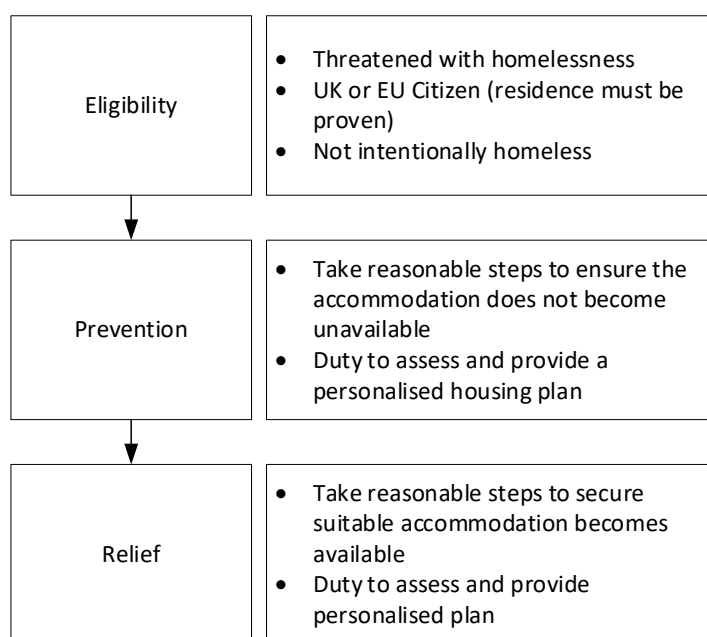 Eligibility
• Threatened with homelessness
• UK or EU Citizen (residence must be
proven)
• Not intentionally homeless
Prevention
• Take reasonable steps to ensure the
accommodation does not become
unavailable
• Duty to assess and provide a
personalised housing plan
Relief
• Take reasonable steps to secure
suitable accommodation becomes
available
• Duty to assess and provide
personalised plan